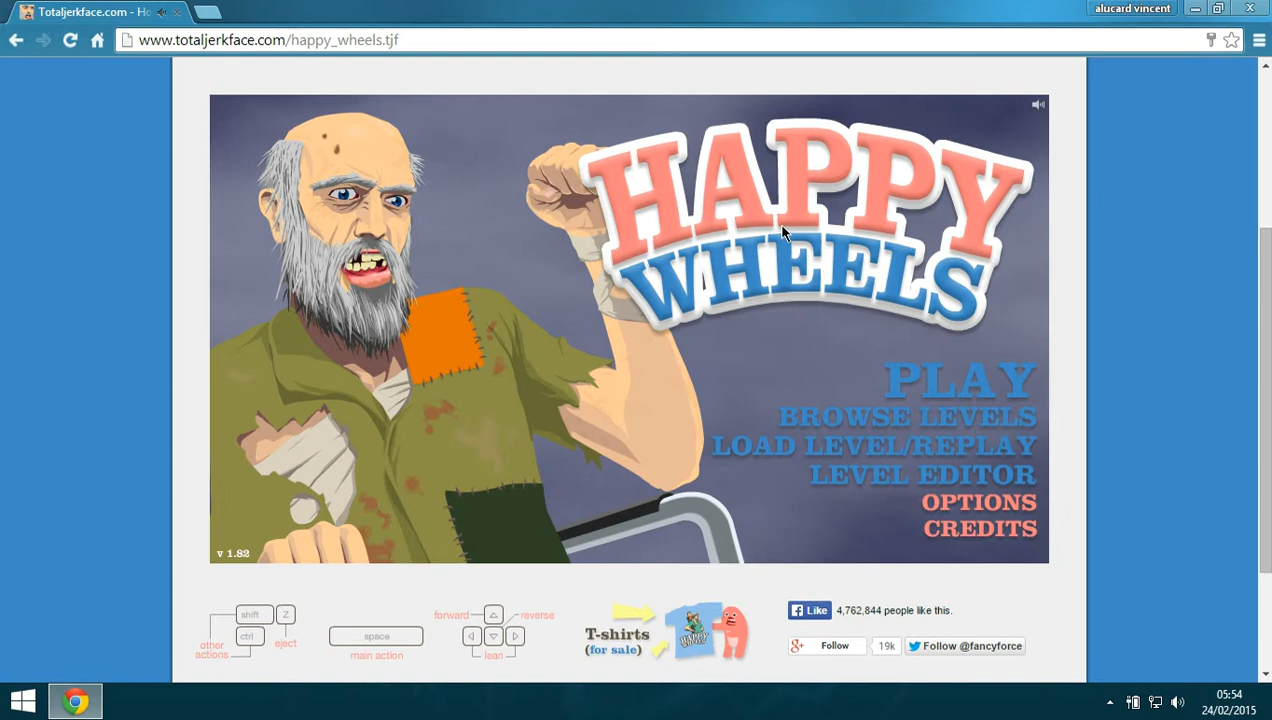 Totaljerkface.com - Ha
alucard vincent
www.totaljerkface.com/happy_wheels.tjf
HAPPY
WHEELS
PLAY
BROWSE LEVELS
LOAD LEVEL/REPLAY
LEVEL EDITOR
OPTIONS
CREDITS
v 1.82
shift
Z
ctrl
other
actions
eject
space
main action
forward
reverse
lean
T-shirts
(for sale)
HAPPY
WHEELS
Like
4,762,844 people like this.
g+ Follow
19k
Follow @fancyforce
05:54
24/02/2015